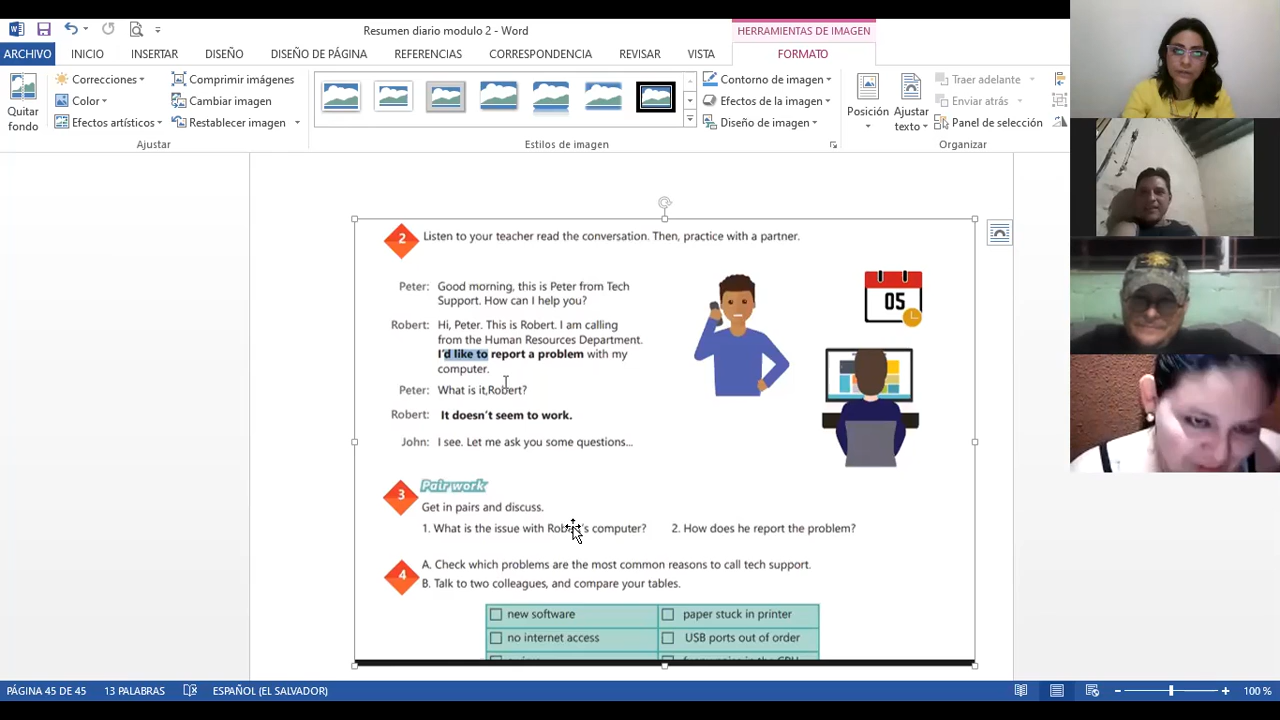 Resumen diario modulo 2 - Word
HERRAMIENTAS DE IMAGEN
ARCHIVO INICIO INSERTAR DISEÑO DISEÑO DE PÁGINA REFERENCIAS CORRESPONDENCIA REVISAR VISTA FORMATO
Quitar fondo
Correcciones
Color
Efectos artísticos
Comprimir imágenes
Cambiar imagen
Restablecer imagen
Contorno de imagen
Efectos de la imagen
Diseño de imagen
Posición
Ajustar texto
Traer adelante
Enviar atrás
Panel de selección
Ajustar
Estilos de imagen
Organizar
2 Listen to your teacher read the conversation. Then, practice with a partner.
Peter: Good morning, this is Peter from Tech
Support. How can I help you?
Robert: Hi, Peter. This is Robert. I am calling
from the Human Resources Department.
I'd like to report a problem with my
computer.
Peter: What is it,Robert?
Robert: It doesn't seem to work.
John: I see. Let me ask you some questions...
05
3 Pair work
Get in pairs and discuss.
1. What is the issue with Robert's computer? 2. How does he report the problem?
4 A. Check which problems are the most common reasons to call tech support.
B. Talk to two colleagues, and compare your tables.
new software paper stuck in printer
no internet access USB ports out of order
PÁGINA 45 DE 45 13 PALABRAS ESPAÑOL (EL SALVADOR) 100 %